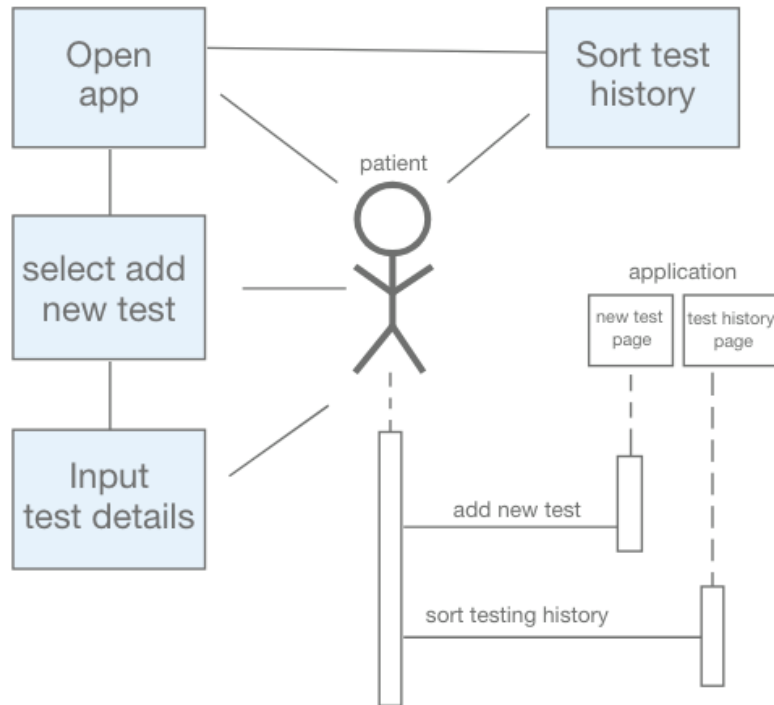 Open
app
Sort test
history
patient
select add
new test
application
new test
page
test history
page
Input
test details
add new test
sort testing history